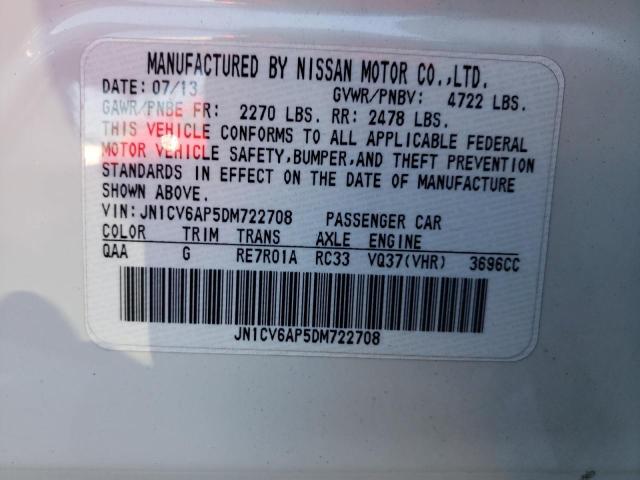 MANUFACTURED BY NISSAN MOTOR CO.,LTD.
DATE: 07/13 GVWR/PNBV: 4722 LBS.
GAWR/PNBE FR: 2270 LBS. RR: 2478 LBS.
THIS VEHICLE CONFORMS TO ALL APPLICABLE FEDERAL
MOTOR VEHICLE SAFETY,BUMPER,AND THEFT PREVENTION
STANDARDS IN EFFECT ON THE DATE OF MANUFACTURE
SHOWN ABOVE.
VIN:JN1CV6AP5DM722708 PASSENGER CAR
COLOR TRIM TRANS AXLE ENGINE
QAA G RE7R01A RC33 VQ37(VHR) 3696CC
JN1CV6AP5DM722708